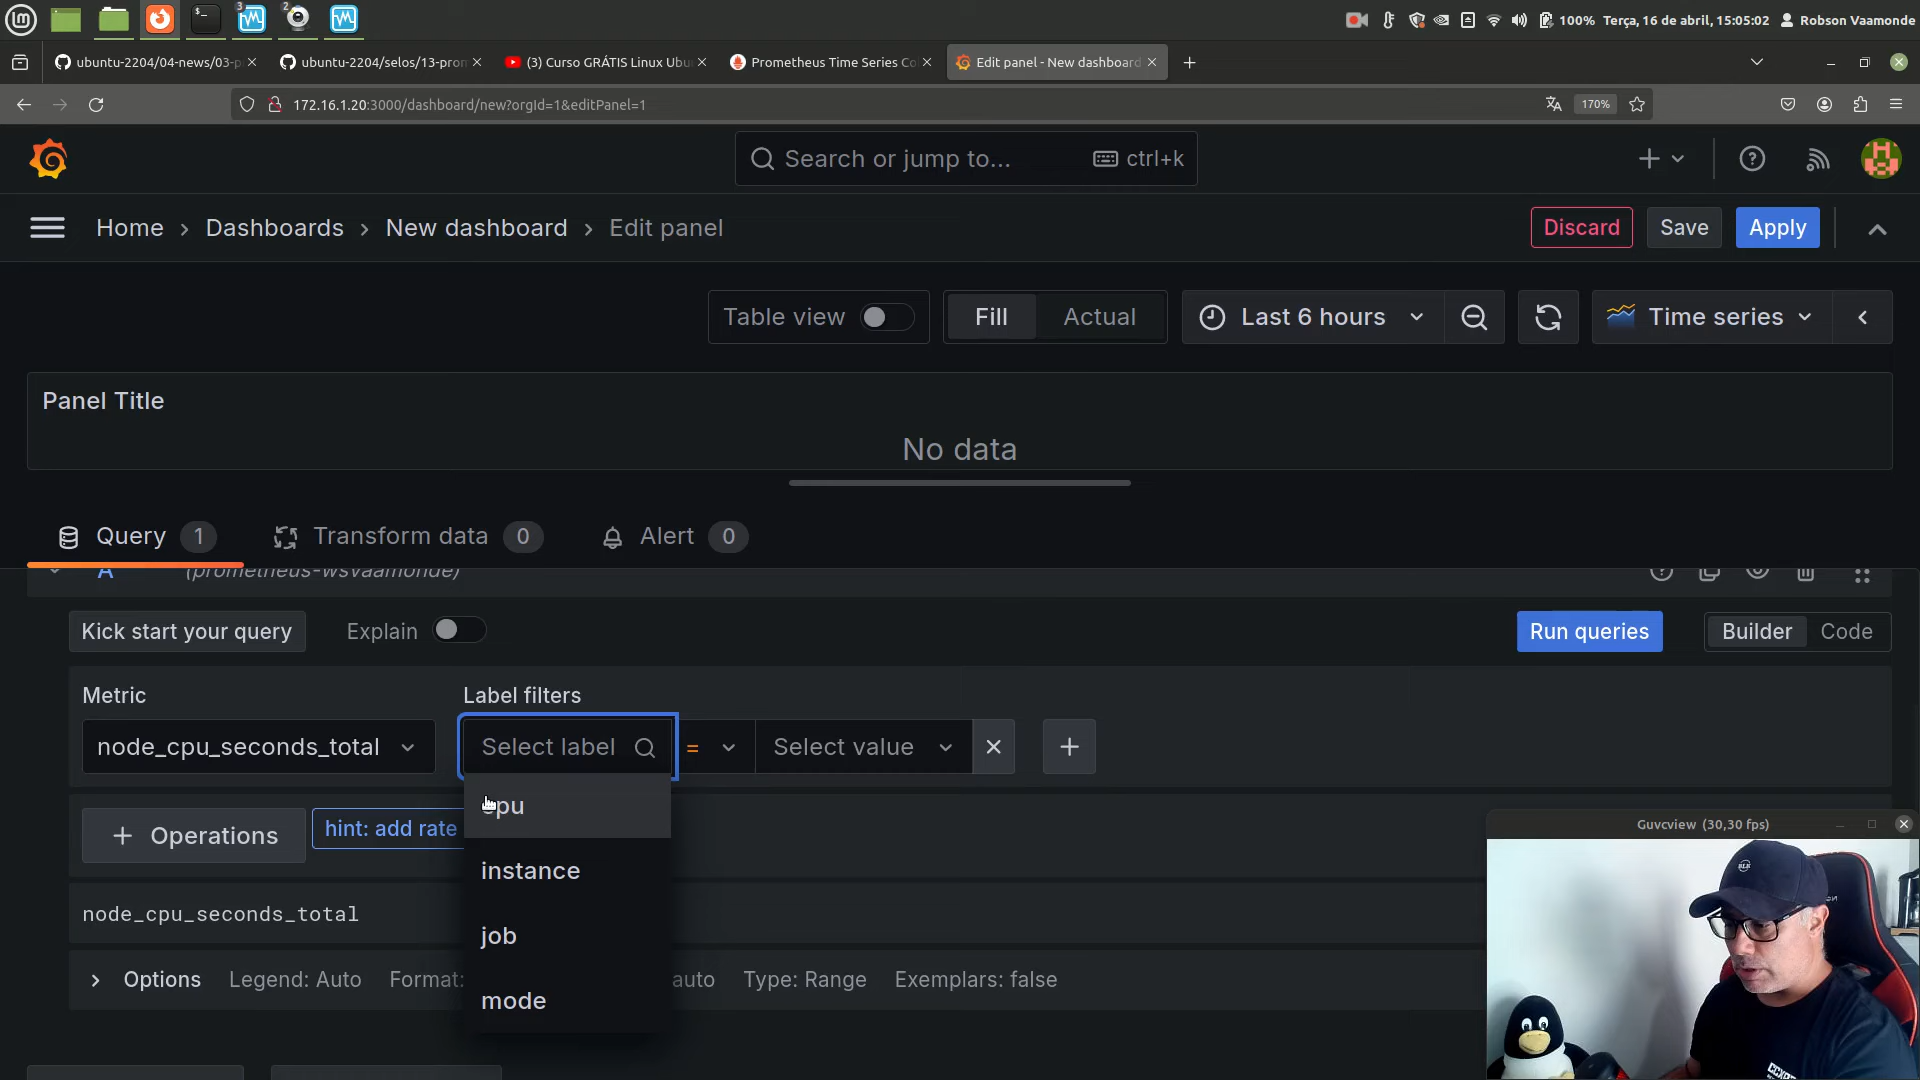 3
2
100%
Terça, 16 de abril, 15:05:02
Robson Vaamonde
ubuntu-2204/04-news/03-p
ubuntu-2204/selos/13-pron
(3) Curso GRÁTIS Linux Ubu
Prometheus Time Series Co
Edit panel - New dashboard
172.16.1.20:3000/dashboard/new?orgId=1&editPanel=1
170%
Search or jump to...
ctrl+k
Home › Dashboards › New dashboard › Edit panel
Discard
Save
Apply
Table view
Fill
Actual
Last 6 hours
Time series
Panel Title
No data
Query 1
Transform data 0
Alert 0
A (prometheus-wsvaamonde)
Kick start your query
Explain
Run queries
Builder
Code
Metric
Label filters
node_cpu_seconds_total
Select label
=
Select value
Operations
hint: add rate
cpu
instance
job
mode
node_cpu_seconds_total
Options
Legend: Auto
Format:
auto
Type: Range
Exemplars: false
Guvcview (30,30 fps)